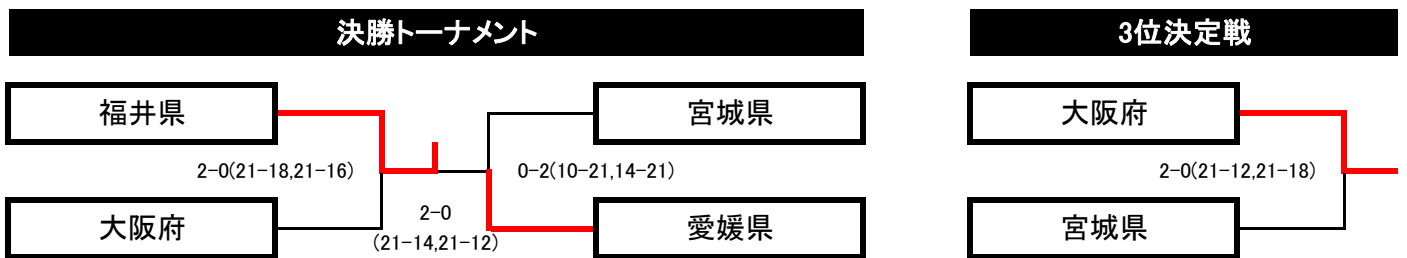 決勝トーナメント
3位決定戦
福井県
宮城県
大阪府
2-0(21-18,21-16)
0-2(10-21,14-21)
2-0(21-12,21-18)
大阪府
2-0
(21-14,21-12)
愛媛県
宮城県